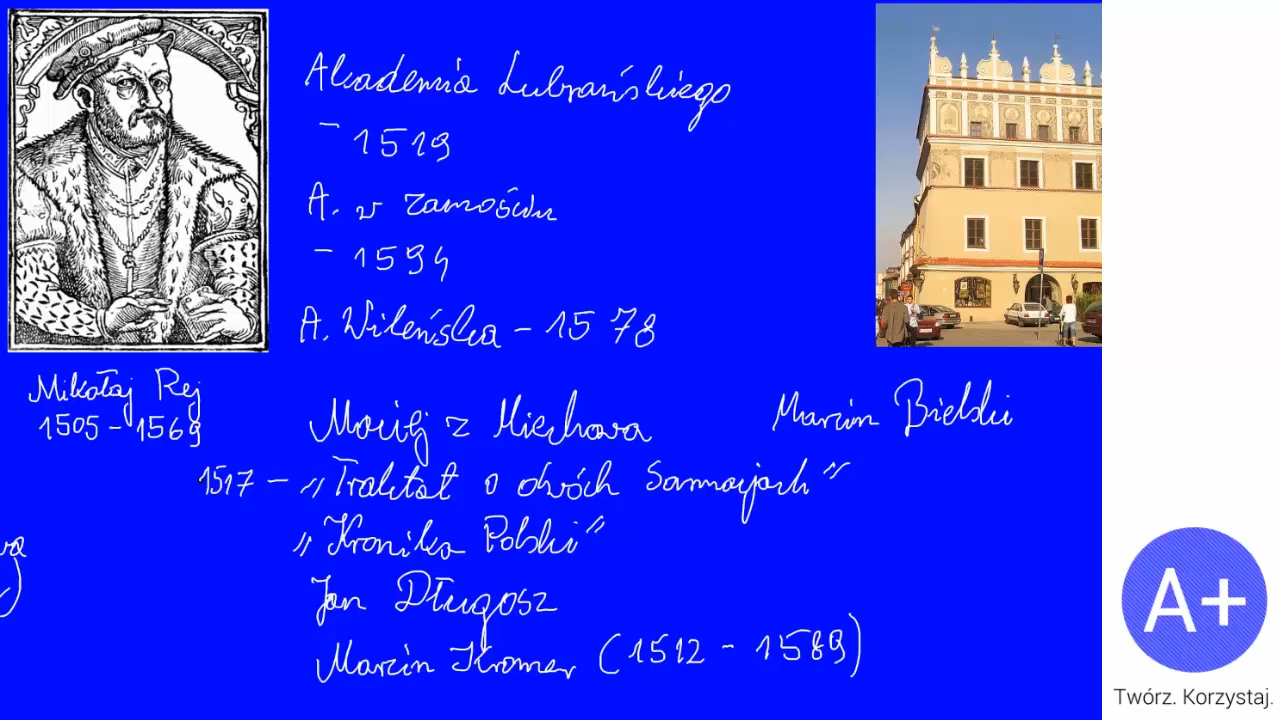 Akademia Lubrańskiego
- 1519
A. w Zamościu
- 1594
A. Wileńska - 1578
Mikołaj Rej
1505 - 1569
Maciej z Miechowa
Marcin Bielski
1517 - „Traktat o dwóch Sarmacjach”
„Kronika Polski”
Jan Długosz
Marcin Kromer (1512 - 1589)
A+
Twórz. Korzystaj.